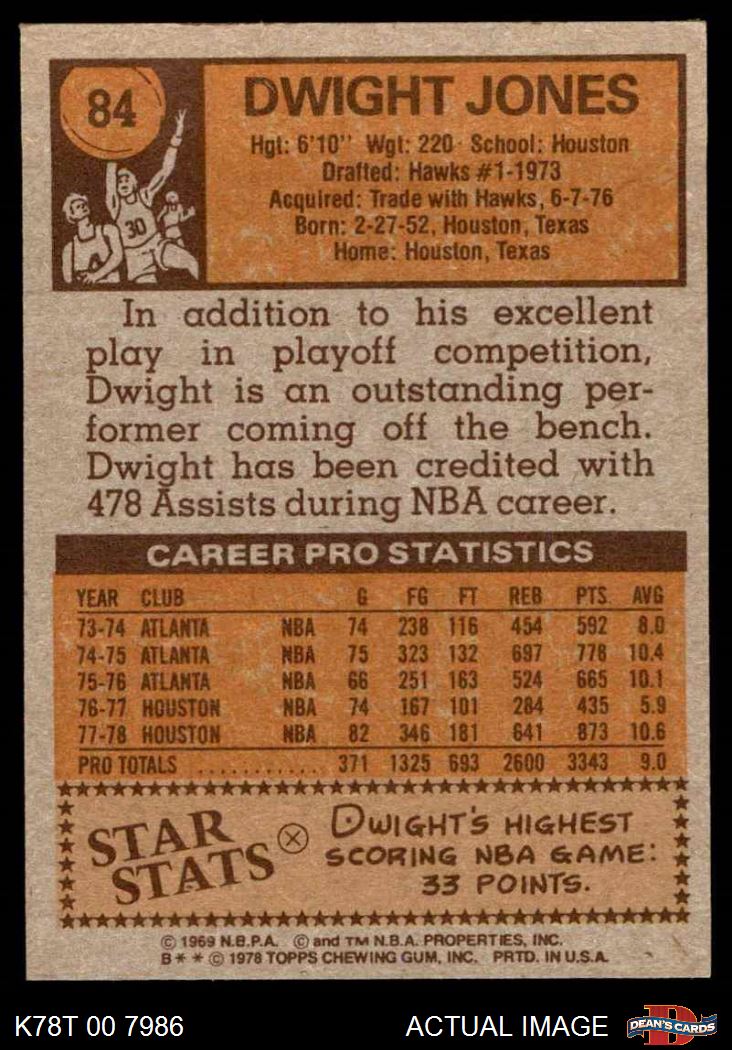 84
30
4
DWIGHT JONES
Hgt: 6'10" Wgt: 220 School: Houston
Drafted: Hawks #1-1973
Acquired: Trade with Hawks, 6-7-76
Born: 2-27-52, Houston, Texas
Home: Houston, Texas
In addition to his excellent
play in playoff competition,
Dwight is an outstanding per-
former coming off the bench.
Dwight has been credited with
478 Assists during NBA career.
CAREER PRO STATISTICS
YEAR CLUB G FG FT REB PTS AVG
73-74 ATLANTA NBA 74 238 116 454 592 8.0
74-75 ATLANTA NBA 75 323 132 697 778 10.4
75-76 ATLANTA NBA 66 251 163 524 665 10.1
76-77 HOUSTON NBA 74 167 101 284 435 5.9
77-78 HOUSTON NBA 82 346 181 641 873 10.6
PRO TOTALS ............ 371 1325 693 2600 3343 9.0
STAR
STATS
DWIGHT'S HIGHEST
SCORING NBA GAME:
33 POINTS.
© 1969 N.B.P.A. © and TM N.B.A. PROPERTIES, INC.
B * * © 1978 TOPPS CHEWING GUM, INC. PRTD. IN U.S.A.
K78T 00 7986 ACTUAL IMAGE
DEAN'S CARDS